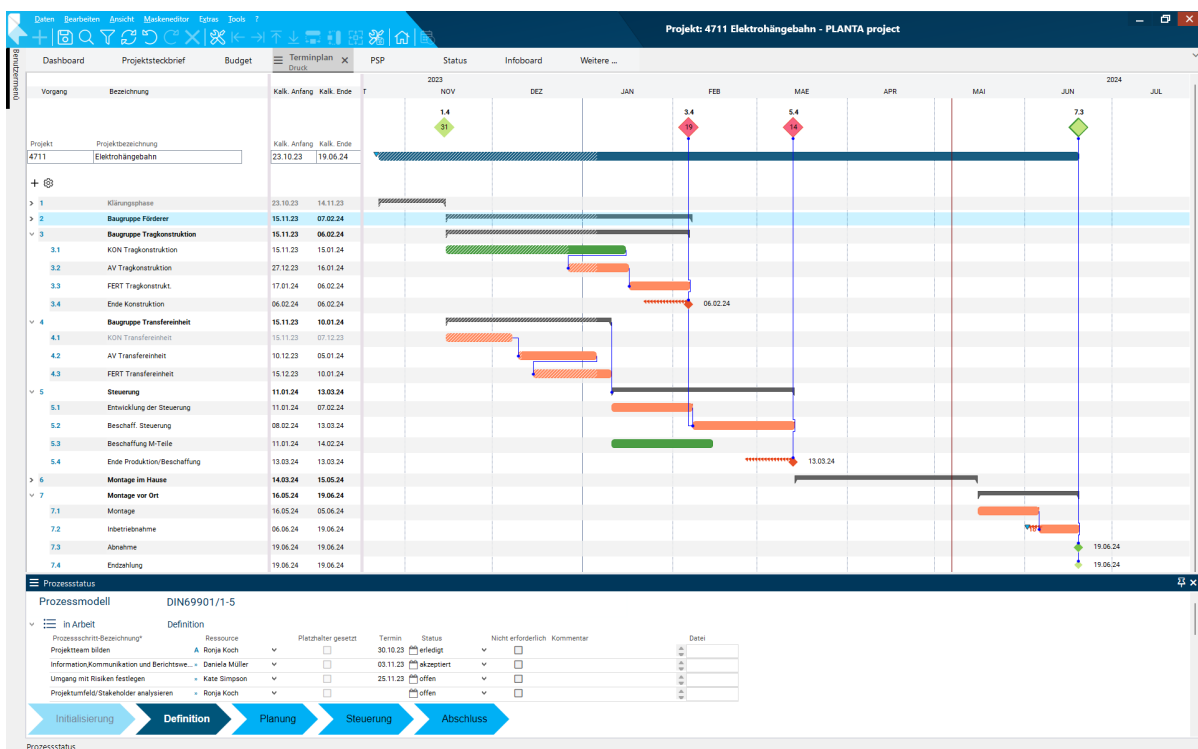 Daten Bearbeiten Ansicht Maskeneditor Extras Tools ?
Projekt: 4711 Elektrohängebahn - PLANTA project
Benutzermenü
Dashboard Projektsteckbrief Budget Terminplan PSP Status Infoboard Weitere ...
Druck
2023 2024
Vorgang Bezeichnung Kalk. Anfang Kalk. Ende T NOV DEZ JAN FEB MAE APR MAI JUN JUL
1.4 3.4 5.4 7.3
31 19 14
Projekt Projektbezeichnung Kalk. Anfang Kalk. Ende
4711 Elektrohängebahn 23.10.23 19.06.24
1 Klärungsphase 23.10.23 14.11.23
2 Baugruppe Förderer 15.11.23 07.02.24
3 Baugruppe Tragkonstruktion 15.11.23 06.02.24
3.1 KON Tragkonstruktion 15.11.23 15.01.24
3.2 AV Tragkonstruktion 27.12.23 16.01.24
3.3 FERT Tragkonstrukt. 17.01.24 06.02.24
3.4 Ende Konstruktion 06.02.24 06.02.24 06.02.24
4 Baugruppe Transfereinheit 15.11.23 10.01.24
4.1 KON Transfereinheit 15.11.23 07.12.23
4.2 AV Transfereinheit 10.12.23 05.01.24
4.3 FERT Transfereinheit 15.12.23 10.01.24
5 Steuerung 11.01.24 13.03.24
5.1 Entwicklung der Steuerung 11.01.24 07.02.24
5.2 Beschaff. Steuerung 08.02.24 13.03.24
5.3 Beschaffung M-Teile 11.01.24 14.02.24
5.4 Ende Produktion/Beschaffung 13.03.24 13.03.24 13.03.24
6 Montage im Hause 14.03.24 15.05.24
7 Montage vor Ort 16.05.24 19.06.24
7.1 Montage 16.05.24 05.06.24
7.2 Inbetriebnahme 06.06.24 19.06.24
7.3 Abnahme 19.06.24 19.06.24 19.06.24
7.4 Endzahlung 19.06.24 19.06.24 19.06.24
Prozessstatus
Prozessmodell DIN69901/1-5
in Arbeit Definition
Prozessschritt-Bezeichnung* Ressource Platzhalter gesetzt Termin Status Nicht erforderlich Kommentar Datei
Projektteam bilden A Ronja Koch 30.10.23 erledigt
Information,Kommunikation und Berichtswe... Daniela Müller 03.11.23 akzeptiert
Umgang mit Risiken festlegen Kate Simpson 25.11.23 offen
Projektumfeld/Stakeholder analysieren Ronja Koch offen
Initialisierung Definition Planung Steuerung Abschluss
Prozessstatus